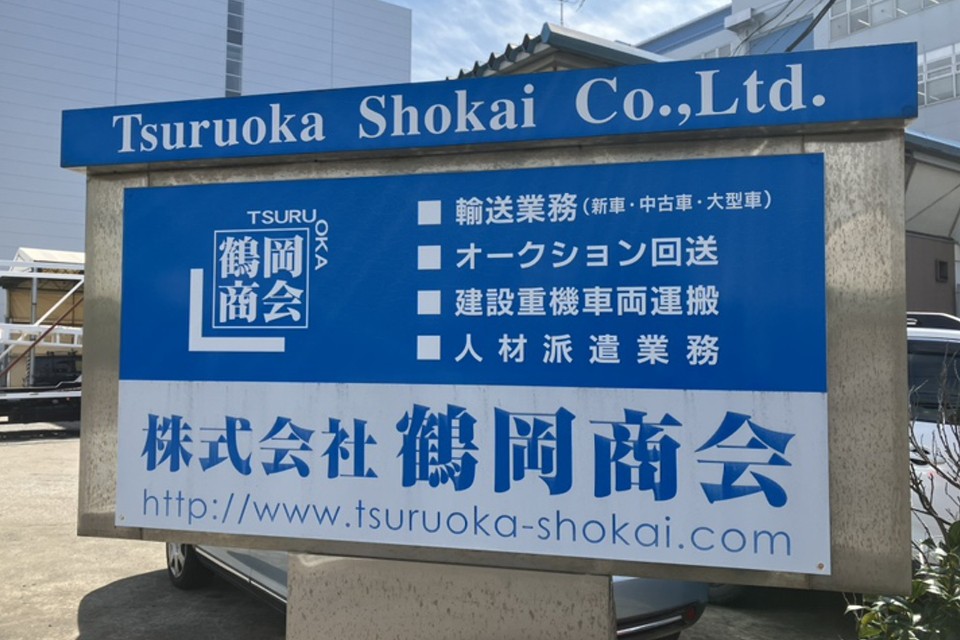 Tsuruoka Shokai Co.,Ltd.
TSURUOKA
鶴岡
商会
■ 輸送業務(新車・中古車・大型車)
■ オークション回送
■ 建設重機車両運搬
■ 人材派遣業務
株式会社 鶴岡商会
http://www.tsuruoka-shokai.com